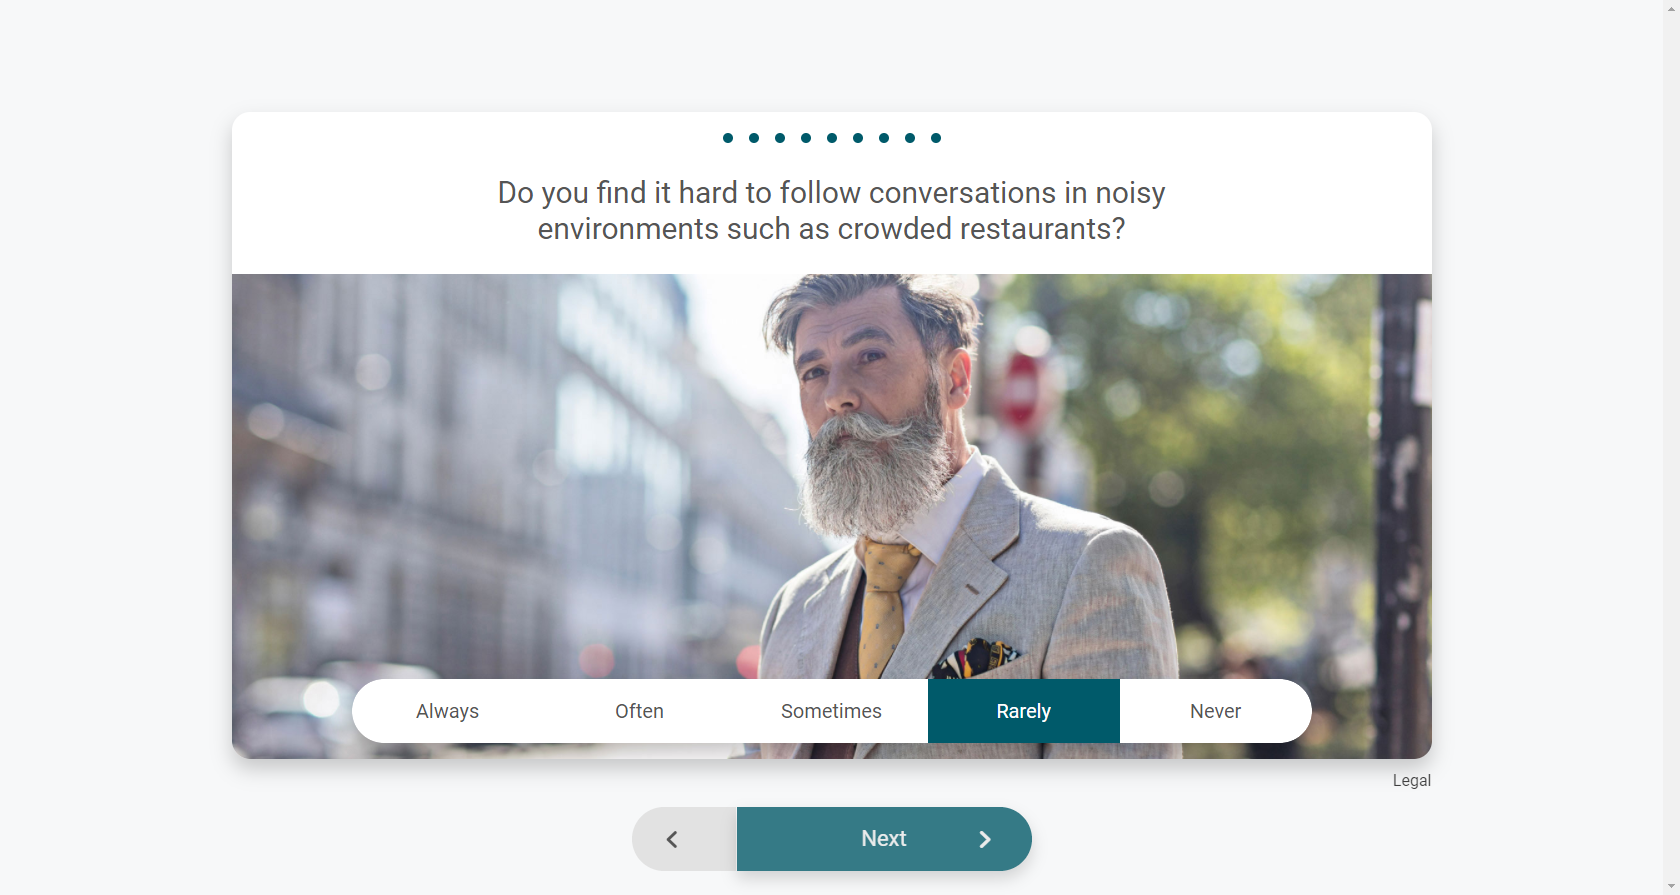 Do you find it hard to follow conversations in noisy
environments such as crowded restaurants?
Always Often Sometimes Rarely Never
Legal
Next